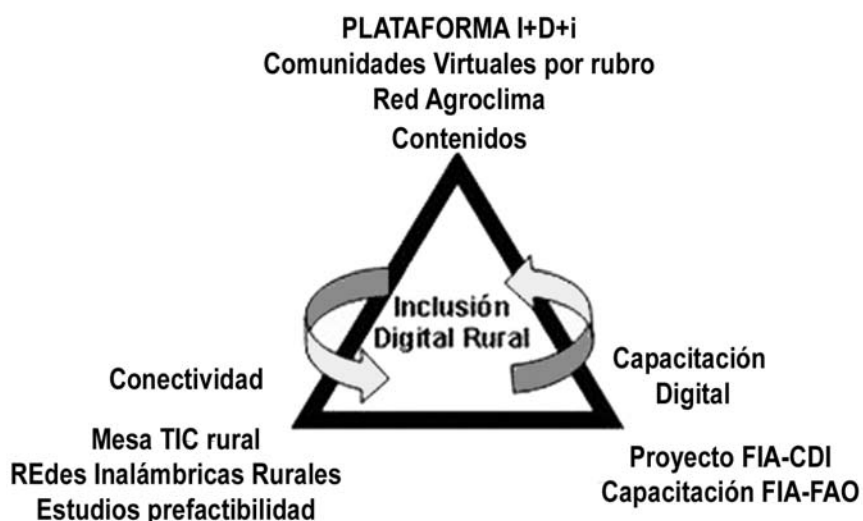 PLATAFORMA I+D+i
Comunidades Virtuales por rubro
Red Agroclima
Contenidos
Inclusión
Digital Rural
Conectividad
Mesa TIC rural
REdes Inalámbricas Rurales
Estudios prefactibilidad
Capacitación
Digital
Proyecto FIA-CDI
Capacitación FIA-FAO